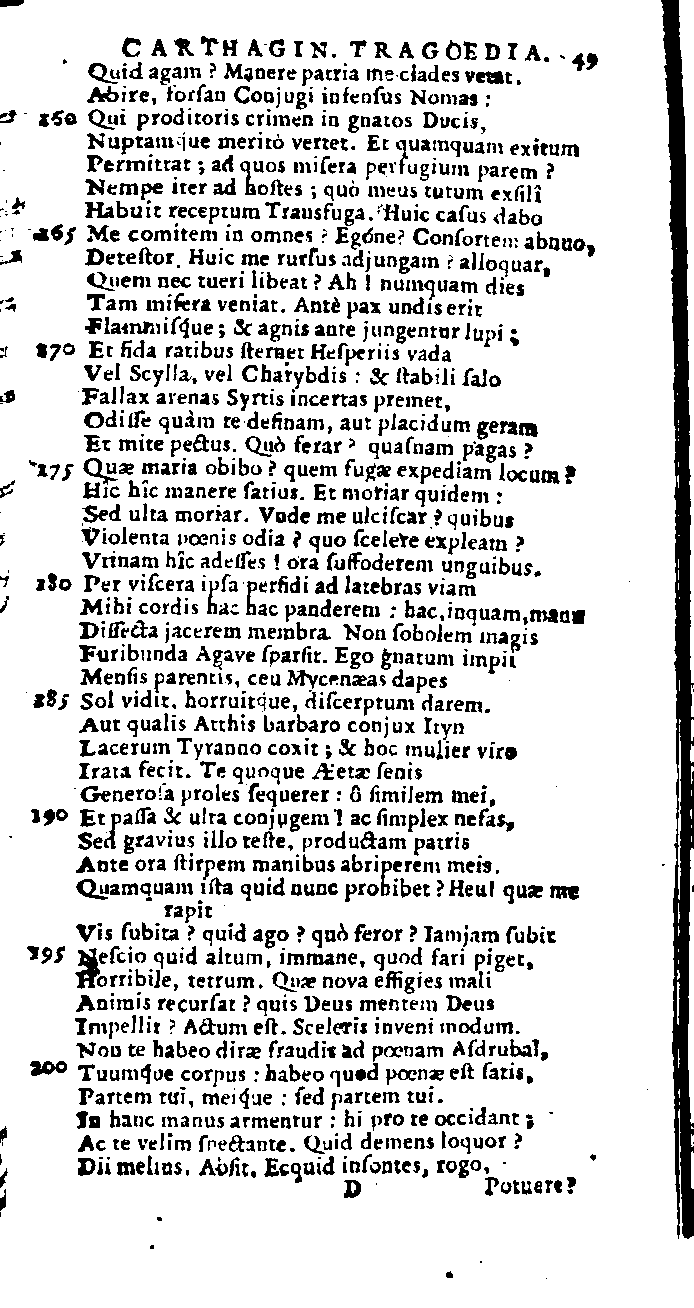 CARTHAGIN. TRAGOEDIA. 49
Quid agam ? Manere patria me clades vetat.
Abire, forſan Conjugi infenſus Nomas :
160 Qui proditoris crimen in gnatos Ducis,
Nuptamque meritò vertet. Et quamquam exitum
Permittat ; ad quos miſera perfugium parem ?
Nempe iter ad hoſtes ; quò meus tutum exſilî
Habuit receptum Transfuga. Huic caſus dabo
165 Me comitem in omnes ? Egóne? Conſortem abnuo,
Deteſtor. Huic me rurſus adjungam ? alloquar,
Quem nec tueri libeat ? Ah ! numquam dies
Tam miſera veniat. Antè pax undis erit
Flammiſque ; & agnis ante jungentur lupi ;
170 Et fida ratibus ſternet Heſperiis vada
Vel Scylla, vel Charybdis : & ſtabili ſalo
Fallax arenas Syrtis incertas premet,
Odiſſe quàm te definam, aut placidum geram
Et mite pectus. Quò ferar ? quaſnam pagas ?
175 Quæ maria obibo ? quem fugæ expediam locum ?
Hîc hîc manere ſatius. Et moriar quidem :
Sed ulta moriar. Vnde me ulciſcar ? quibus
Violenta pœnis odia ? quo ſcelere expleam ?
Vtinam hîc adeſſes ! ora ſuffoderem unguibus.
180 Per viſcera ipſa perfidi ad latebras viam
Mihi cordis hac hac panderem : hac, inquam, manu
Diſſecta jacerem membra. Non ſobolem magis
Furibunda Agave ſparſit. Ego gnatum impii
Menſis parentis, ceu Mycenæas dapes
185 Sol vidit, horruitque, diſcerptum darem.
Aut qualis Atthis barbaro conjux Ityn
Lacerum Tyranno coxit ; & hoc mulier viro
Irata fecit. Te quoque Æetæ ſenis
Generoſa proles ſequerer : ô ſimilem mei,
190 Et paſſa & ulta conjugem ! ac ſimplex nefas,
Sed gravius illo teſte, productam patris
Ante ora ſtirpem manibus abriperem meis.
Quamquam iſta quid nunc prohibet ? Heu! quæ me
rapit
Vis ſubita ? quid ago ? quò feror ? Iamjam ſubit
195 Neſcio quid altum, immane, quod fari piget,
Horribile, tetrum. Quæ nova effigies mali
Animis recurſat ? quis Deus mentem Deus
Impellit ? Actum eſt. Sceleris inveni modum.
Non te habeo diræ fraudis ad pœnam Aſdrubal,
200 Tuumque corpus : habeo quod pœnæ eſt ſatis,
Partem tui, meique : ſed partem tui.
In hanc manus armentur : hi pro te occidant ;
Ac te velim ſpectante. Quid demens loquor ?
Dii melius. Abſit. Ecquid inſontes, rogo,
D Potuere?